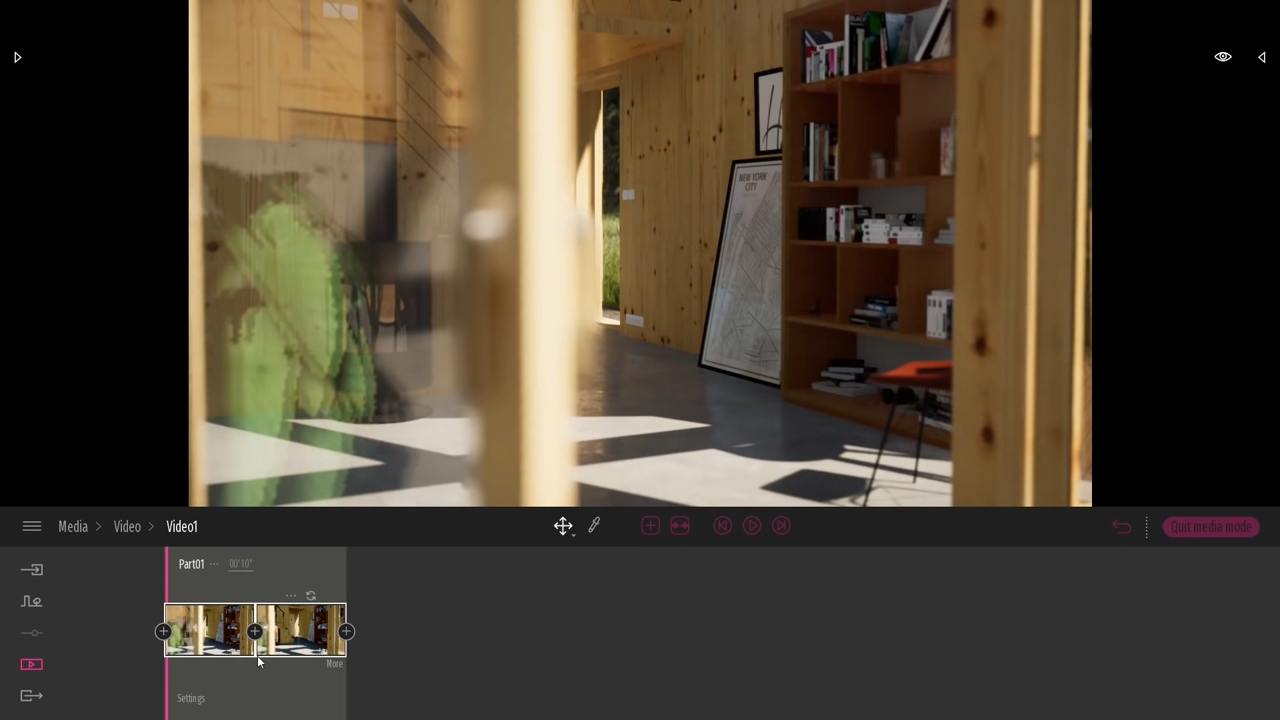 NEW YORK
CITY
Media > Video > Video1
Quit media mode
Part01 ... 00'10"
...
More
Settings